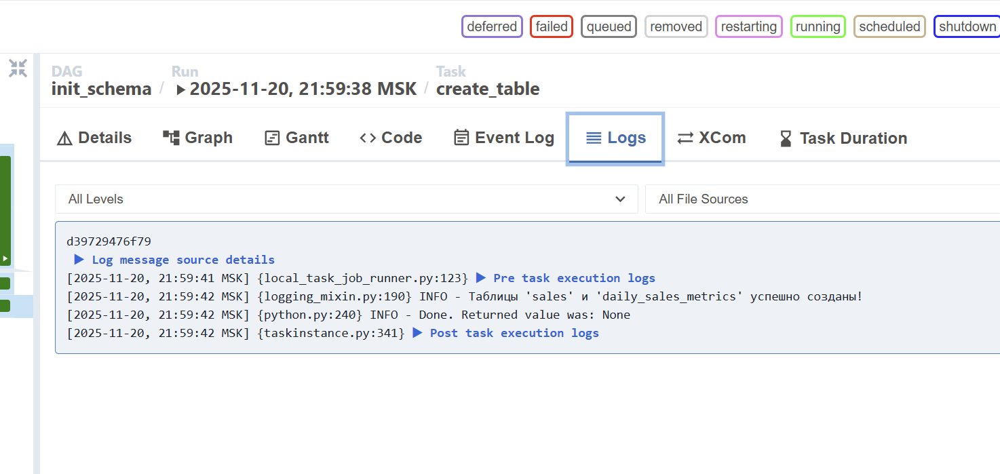 deferred failed queued removed restarting running scheduled shutdown
DAG Run Task
init_schema / 2025-11-20, 21:59:38 MSK / create_table
Details Graph Gantt Code Event Log Logs XCom Task Duration
All Levels All File Sources
d39729476f79
Log message source details
[2025-11-20, 21:59:41 MSK] {local_task_job_runner.py:123} ▶ Pre task execution logs
[2025-11-20, 21:59:42 MSK] {logging_mixin.py:190} INFO - Таблицы 'sales' и 'daily_sales_metrics' успешно созданы!
[2025-11-20, 21:59:42 MSK] {python.py:240} INFO - Done. Returned value was: None
[2025-11-20, 21:59:42 MSK] {taskinstance.py:341} ▶ Post task execution logs